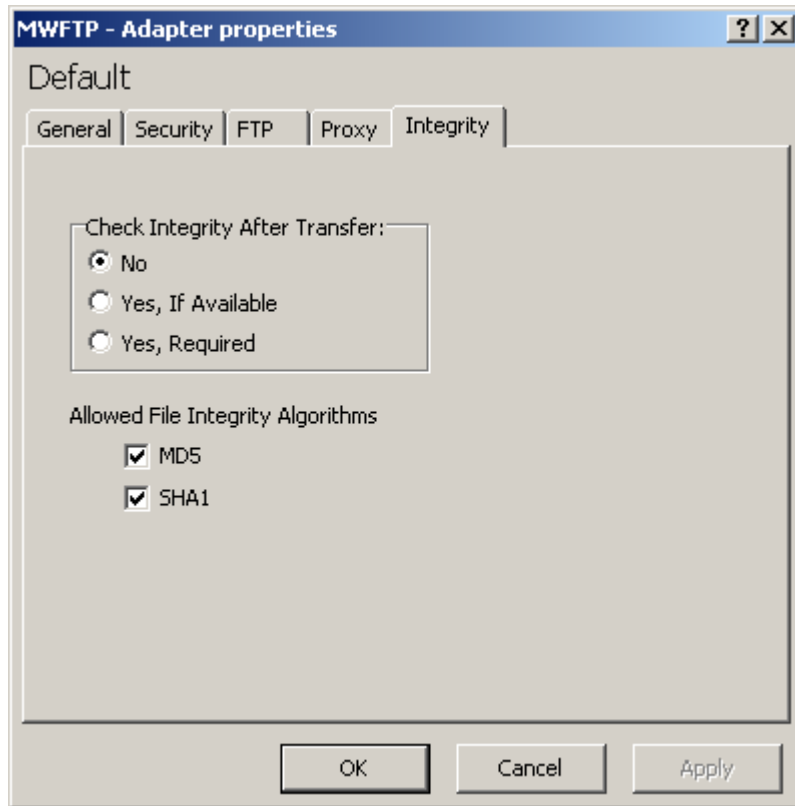 MWFTP - Adapter properties
Default
General Security FTP Proxy Integrity
Check Integrity After Transfer:
No
Yes, If Available
Yes, Required
Allowed File Integrity Algorithms
MD5
SHA1
OK Cancel Apply